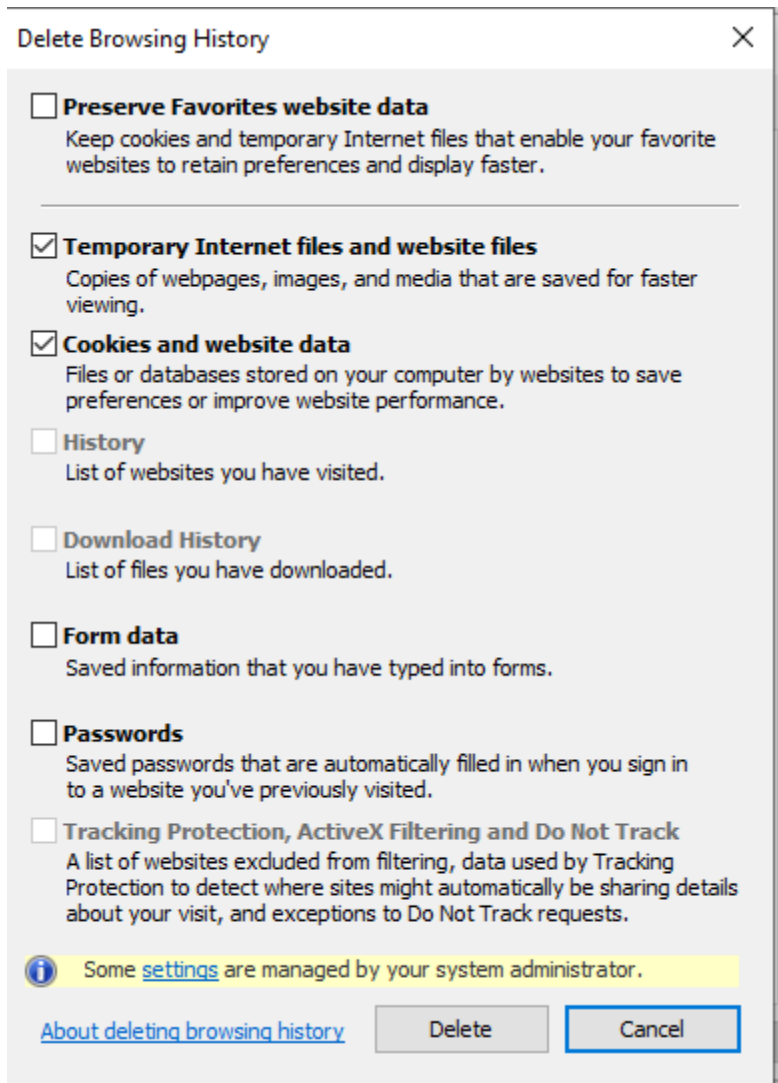 Delete Browsing History
Preserve Favorites website data
Keep cookies and temporary Internet files that enable your favorite
websites to retain preferences and display faster.
Temporary Internet files and website files
Copies of webpages, images, and media that are saved for faster
viewing.
Cookies and website data
Files or databases stored on your computer by websites to save
preferences or improve website performance.
History
List of websites you have visited.
Download History
List of files you have downloaded.
Form data
Saved information that you have typed into forms.
Passwords
Saved passwords that are automatically filled in when you sign in
to a website you've previously visited.
Tracking Protection, ActiveX Filtering and Do Not Track
A list of websites excluded from filtering, data used by Tracking
Protection to detect where sites might automatically be sharing details
about your visit, and exceptions to Do Not Track requests.
Some settings are managed by your system administrator.
About deleting browsing history Delete Cancel